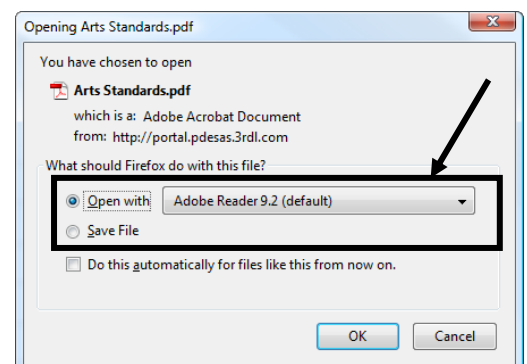 Opening Arts Standards.pdf
You have chosen to open
Arts Standards.pdf
which is a: Adobe Acrobat Document
from: http://portal.pdesas.3rdl.com
What should Firefox do with this file?
Open with Adobe Reader 9.2 (default)
Save File
Do this automatically for files like this from now on.
OK Cancel